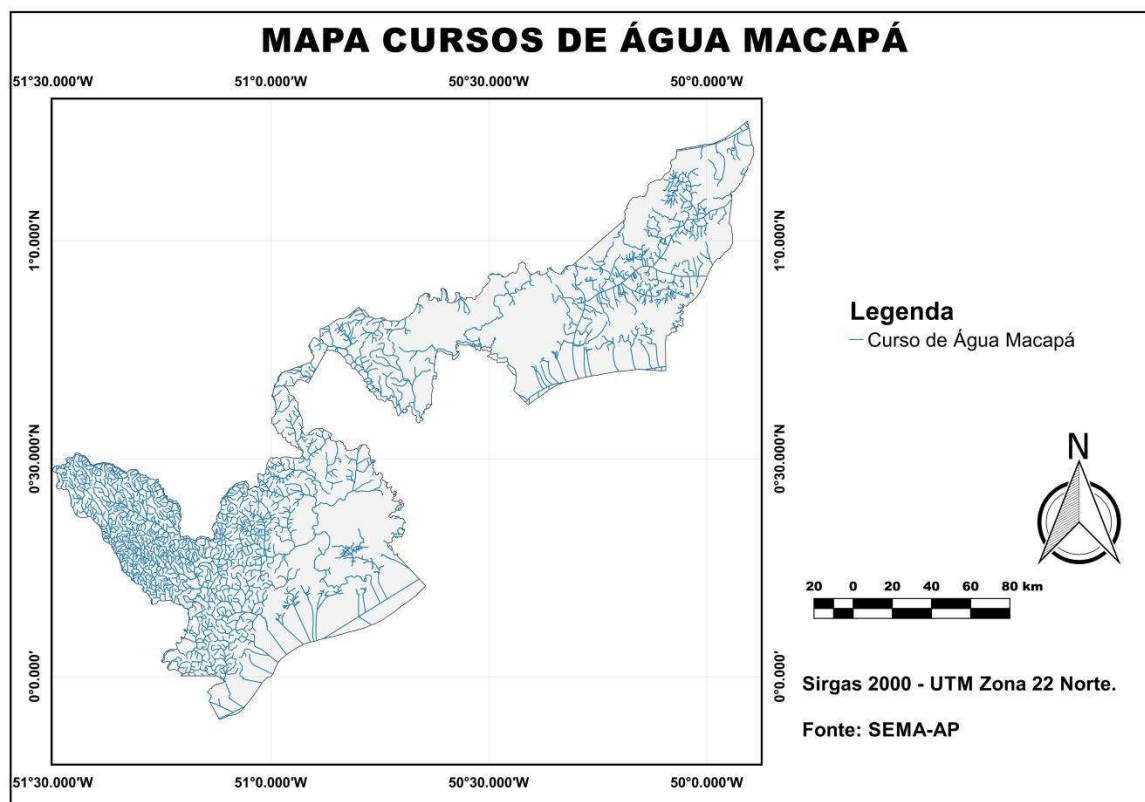 MAPA CURSOS DE ÁGUA MACAPÁ
51°30.000'W 51°0.000'W 50°30.000'W 50°0.000'W
1°0.000'N
1°0.000'N
Legenda
Curso de Água Macapá
0°30.000'N
0°30.000'N
N
20 0 20 40 60 80 km
0°0.000'
0°0.000'
Sirgas 2000 - UTM Zona 22 Norte.
Fonte: SEMA-AP
51°30.000'W 51°0.000'W 50°30.000'W 50°0.000'W